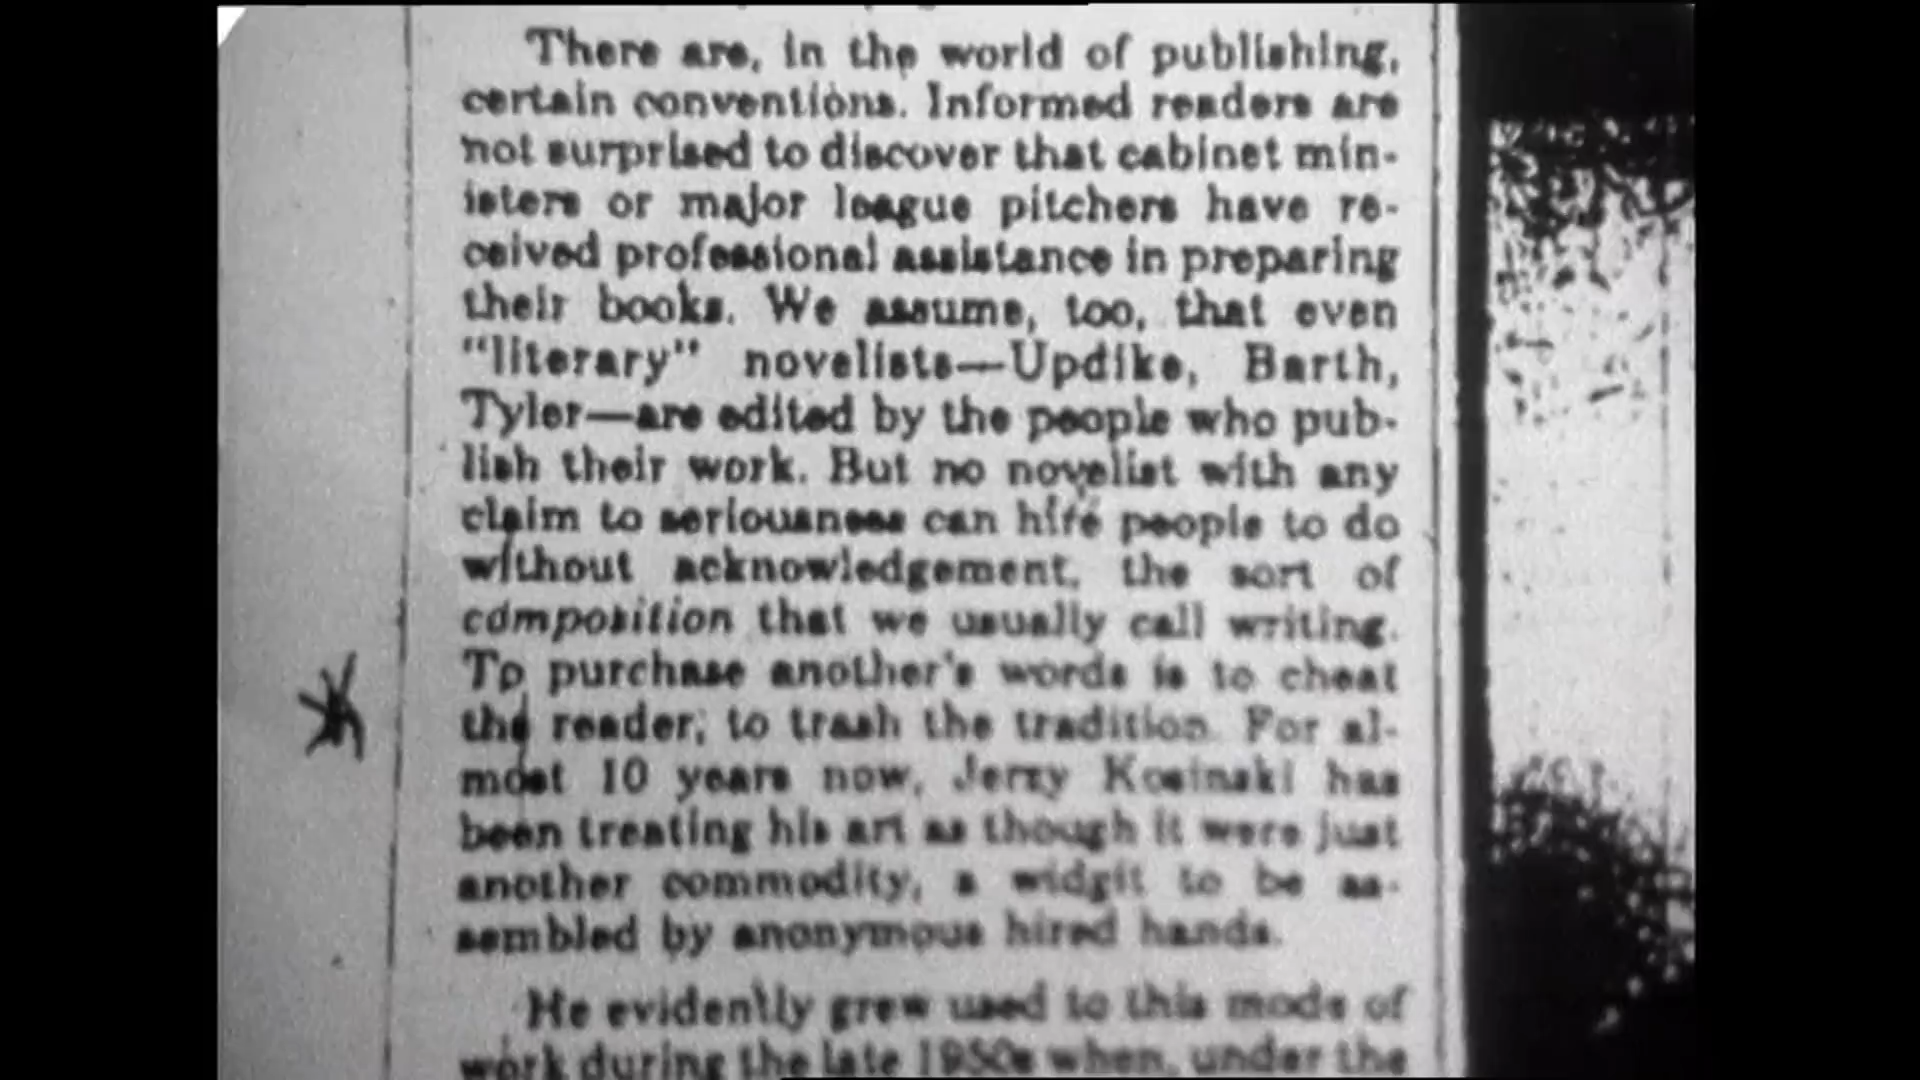 There are, in the world of publishing,
certain conventions. Informed readers are
not surprised to discover that cabinet min-
isters or major league pitchers have re-
ceived professional assistance in preparing
their books. We assume, too, that even
"literary" novelists—Updike, Barth,
Tyler—are edited by the people who pub-
lish their work. But no novelist with any
claim to seriousness can hire people to do
without acknowledgement, the sort of
composition that we usually call writing.
To purchase another's words is to cheat
the reader, to trash the tradition. For al-
most 10 years now, Jerzy Kosinski has
been treating his art as though it were just
another commodity, a widgit to be as-
sembled by anonymous hired hands.
He evidently grew used to this mode of
work during the late 1950s when, under the